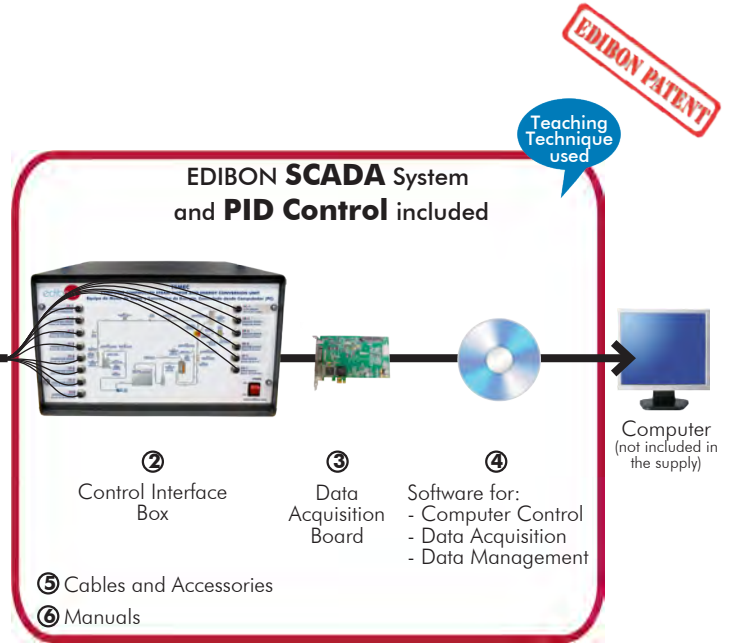 EDIBON PATENT
Teaching
Technique
used
EDIBON SCADA System
and PID Control included
② 
Control Interface
Box
③
Data
Acquisition
Board
④
Software for:
- Computer Control
- Data Acquisition
- Data Management
Computer
(not included in
the supply)
⑤ Cables and Accessories
⑥ Manuals